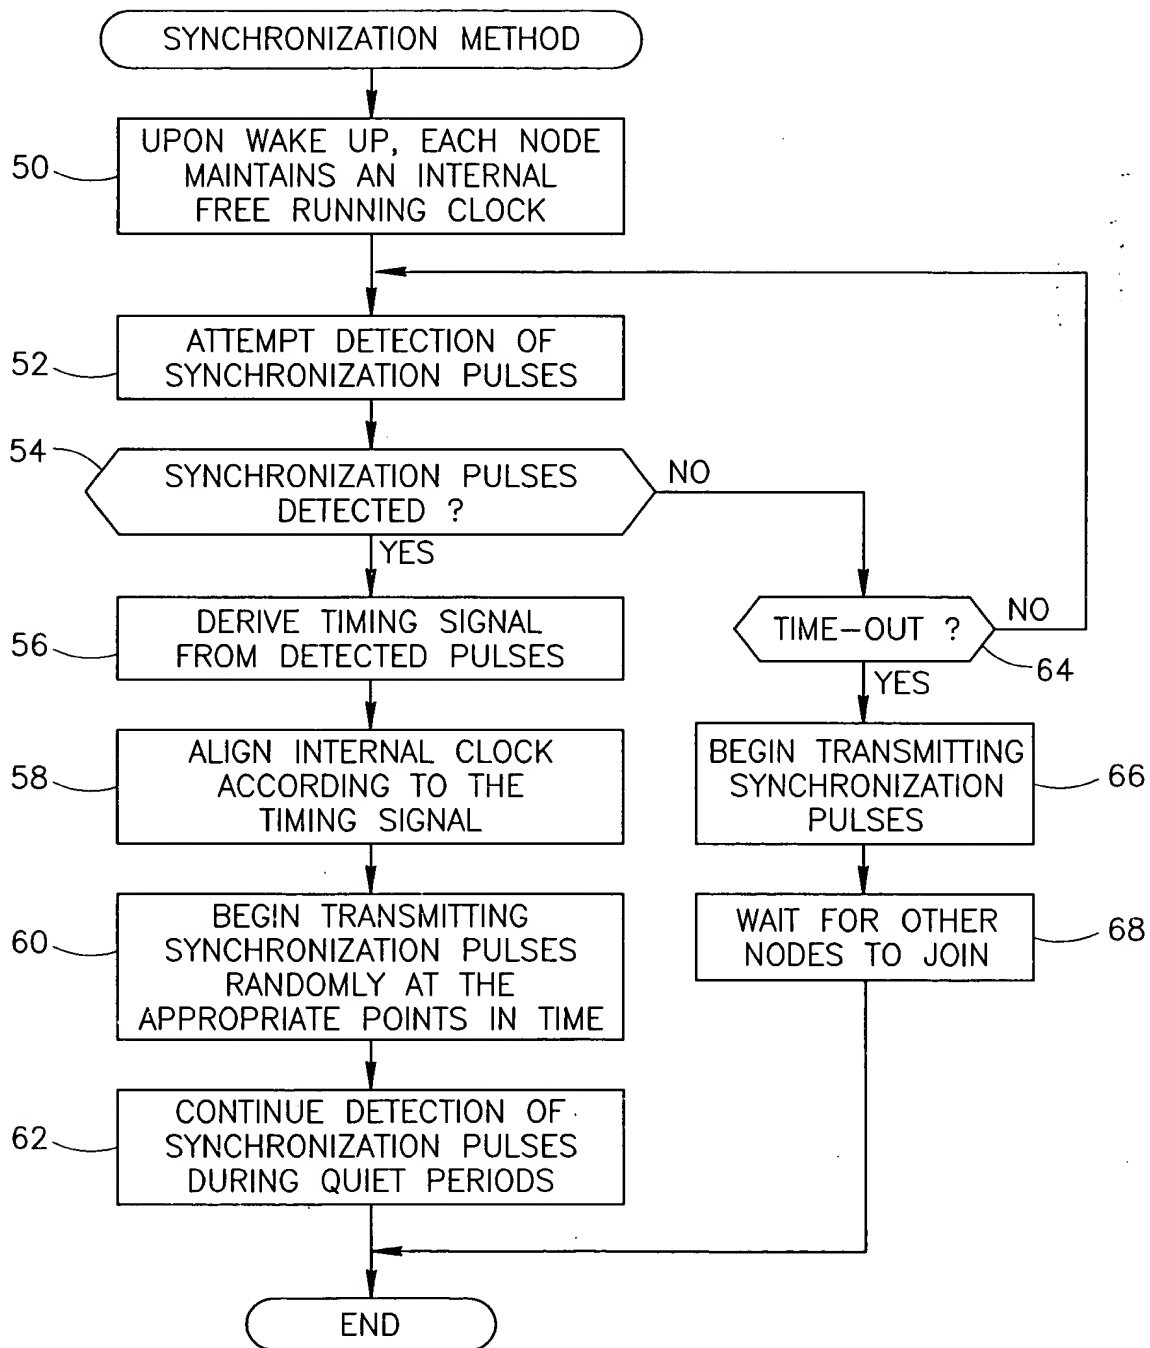 SYNCHRONIZATION METHOD
50
UPON WAKE UP, EACH NODE
MAINTAINS AN INTERNAL
FREE RUNNING CLOCK
52
ATTEMPT DETECTION OF
SYNCHRONIZATION PULSES
54
SYNCHRONIZATION PULSES
DETECTED ?
NO
YES
56
DERIVE TIMING SIGNAL
FROM DETECTED PULSES
TIME-OUT ?
NO
64
YES
58
ALIGN INTERNAL CLOCK
ACCORDING TO THE
TIMING SIGNAL
BEGIN TRANSMITTING
SYNCHRONIZATION
PULSES
66
60
BEGIN TRANSMITTING
SYNCHRONIZATION PULSES
RANDOMLY AT THE
APPROPRIATE POINTS IN TIME
WAIT FOR OTHER
NODES TO JOIN
68
62
CONTINUE DETECTION OF
SYNCHRONIZATION PULSES
DURING QUIET PERIODS
END